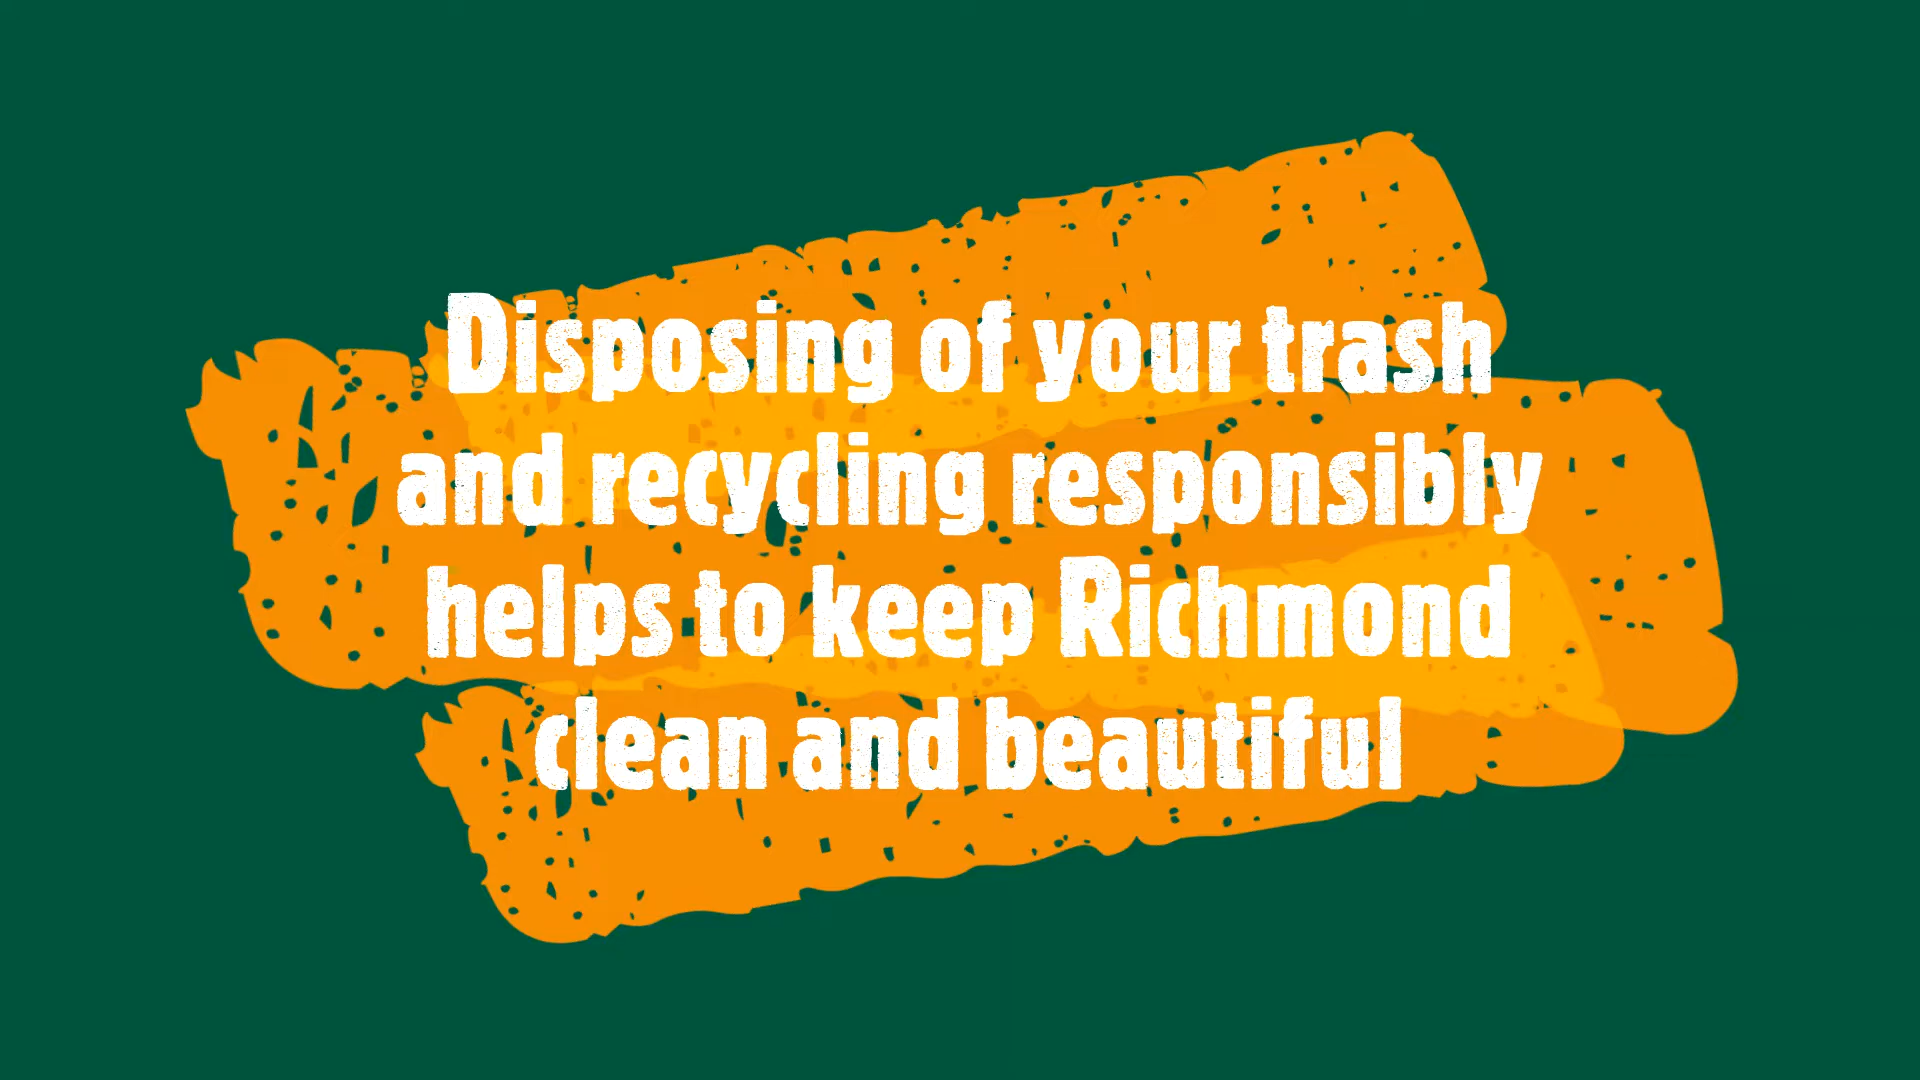 Disposing of your trash
and recycling responsibly
helps to keep Richmond
clean and beautiful